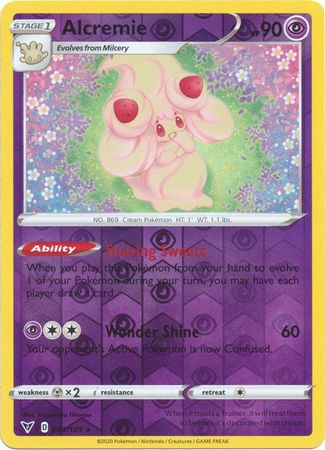 STAGE 1
Alcremie
HP 90
Evolves from Milcery
NO. 869 Cream Pokémon HT: 1' WT: 1.1 lbs.
Ability Sharing Sweets
When you play this Pokémon from your hand to evolve
1 of your Pokémon during your turn, you may have each
player draw a card.
Wonder Shine 60
Your opponent's Active Pokémon is now Confused.
weakness ×2 resistance retreat
Illus.
D /185
When it trusts a Trainer, it will treat them
to berries it's decorated with cream.
©2020 Pokémon / Nintendo / Creatures / GAME FREAK